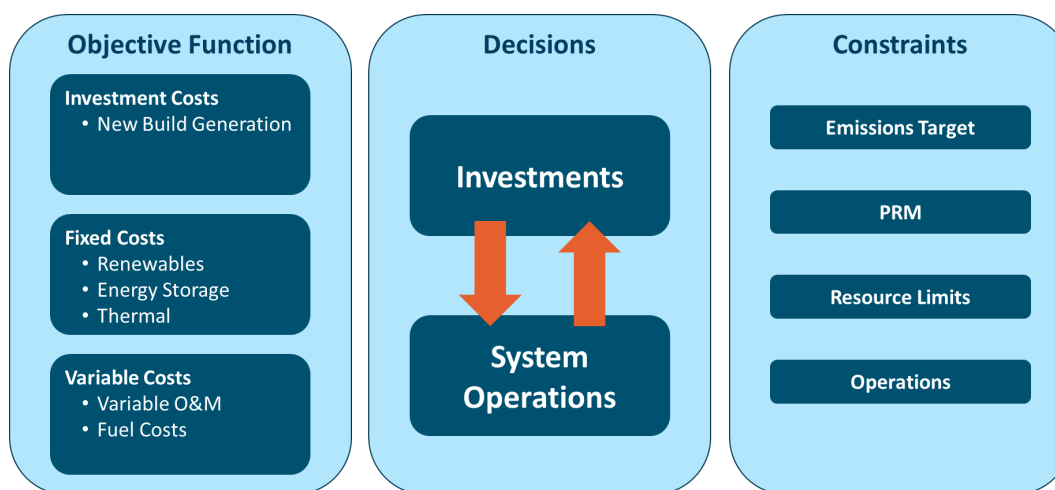 Objective Function
Investment Costs
• New Build Generation
Fixed Costs
• Renewables
• Energy Storage
• Thermal
Variable Costs
• Variable O&M
• Fuel Costs
Decisions
Investments
System
Operations
Constraints
Emissions Target
PRM
Resource Limits
Operations